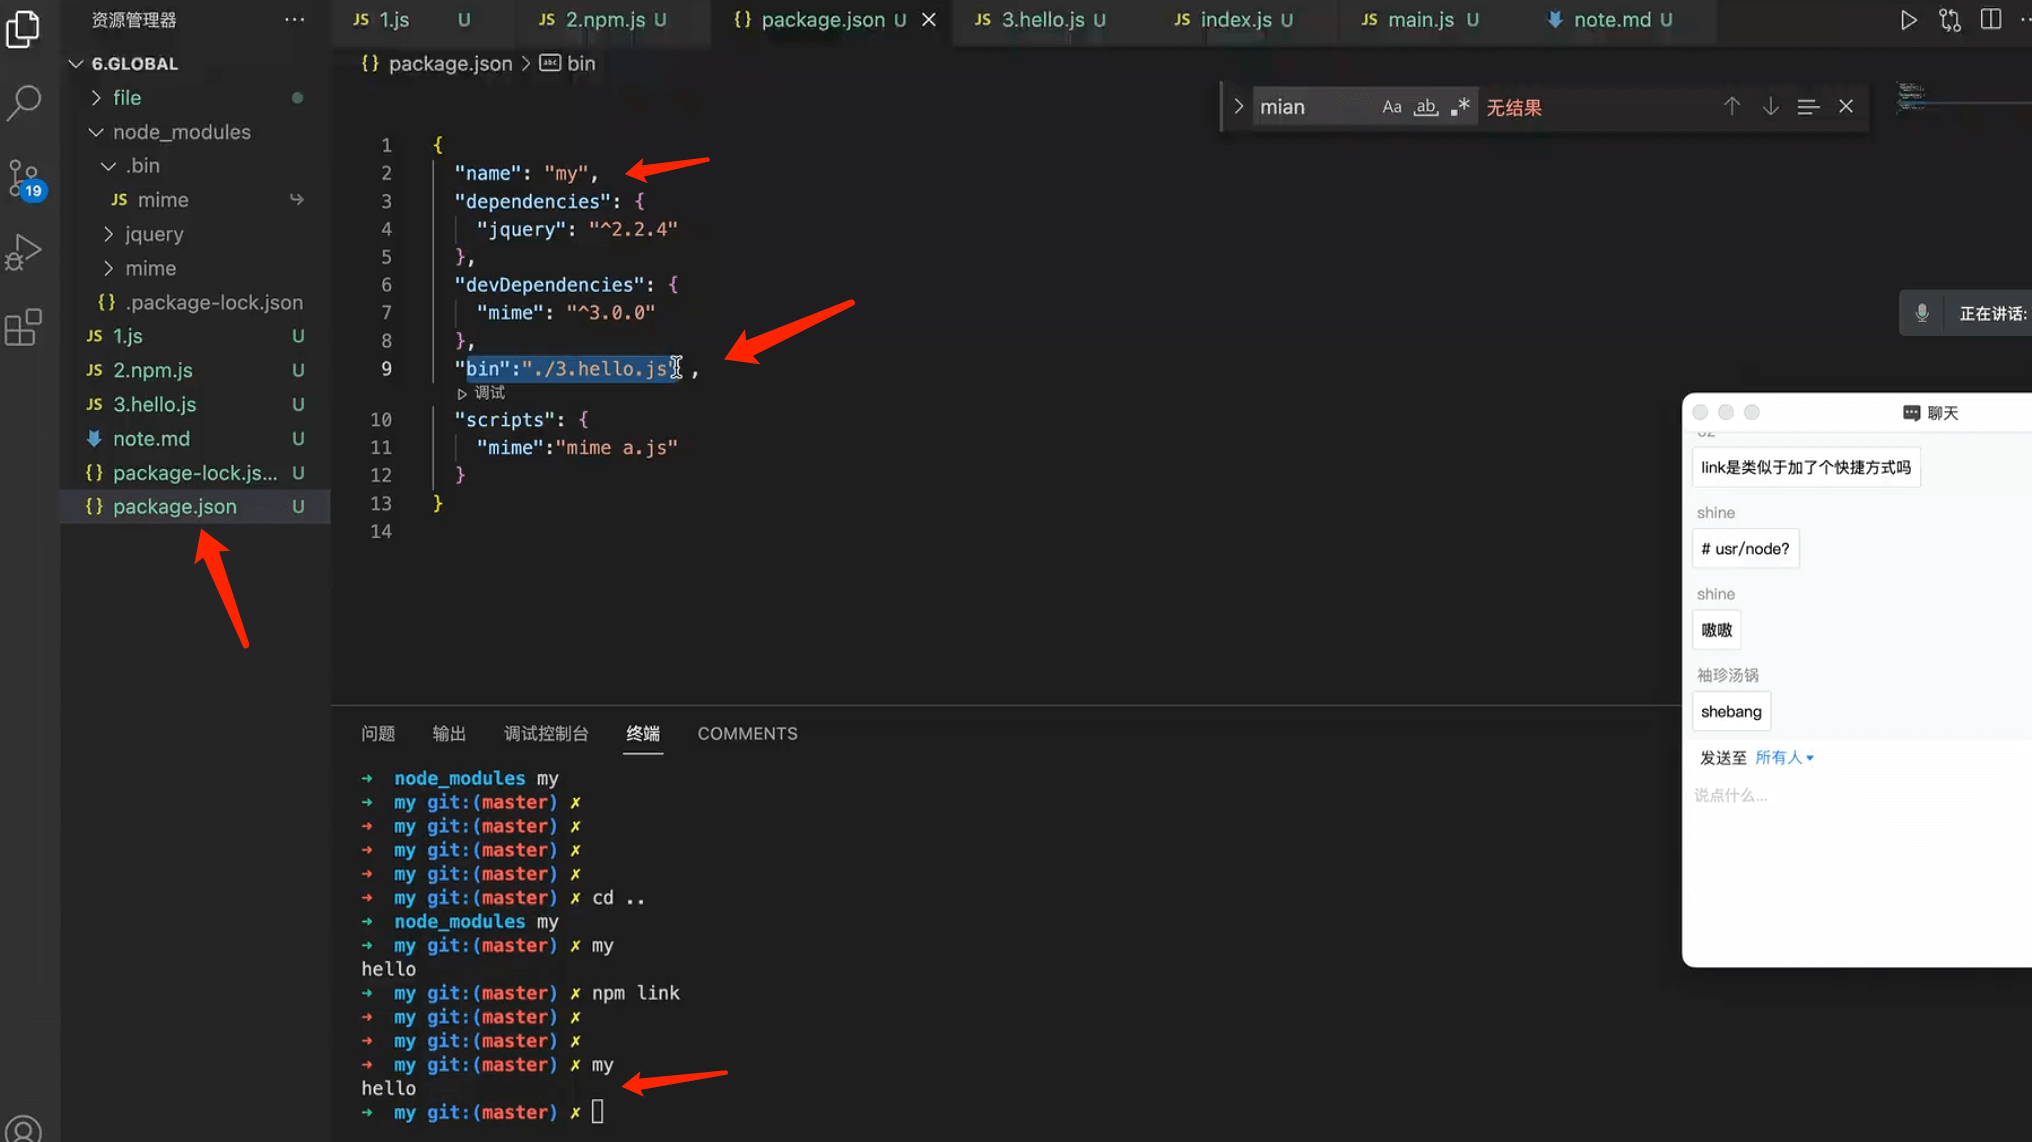 资源管理器 ···
JS 1.js U
JS 2.npm.js U
{} package.json U
JS 3.hello.js U
JS index.js U
JS main.js U
note.md U
{} package.json > bin
mian Aa ab 无结果
19
6.GLOBAL
file
node_modules
.bin
JS mime
jquery
mime
{} .package-lock.json
JS 1.js U
JS 2.npm.js U
JS 3.hello.js U
note.md U
{} package-lock.js... U
{} package.json U
1 {
2 "name": "my",
3 "dependencies": {
4 "jquery": "^2.2.4"
5 },
6 "devDependencies": {
7 "mime": "^3.0.0"
8 },
9 "bin":"./3.hello.js" ,
调试
10 "scripts": {
11 "mime":"mime a.js"
12 }
13 }
14
正在讲话:
聊天
link是类似于加了个快捷方式吗
shine
# usr/node?
shine
嗷嗷
袖珍汤锅
shebang
发送至 所有人
说点什么...
问题 输出 调试控制台 终端 COMMENTS
➜ node_modules my
➜ my git:(master) ✗
➜ my git:(master) ✗
➜ my git:(master) ✗
➜ my git:(master) ✗
➜ my git:(master) ✗ cd ..
➜ node_modules my
➜ my git:(master) ✗ my
hello
➜ my git:(master) ✗ npm link
➜ my git:(master) ✗
➜ my git:(master) ✗
➜ my git:(master) ✗ my
hello
➜ my git:(master) ✗